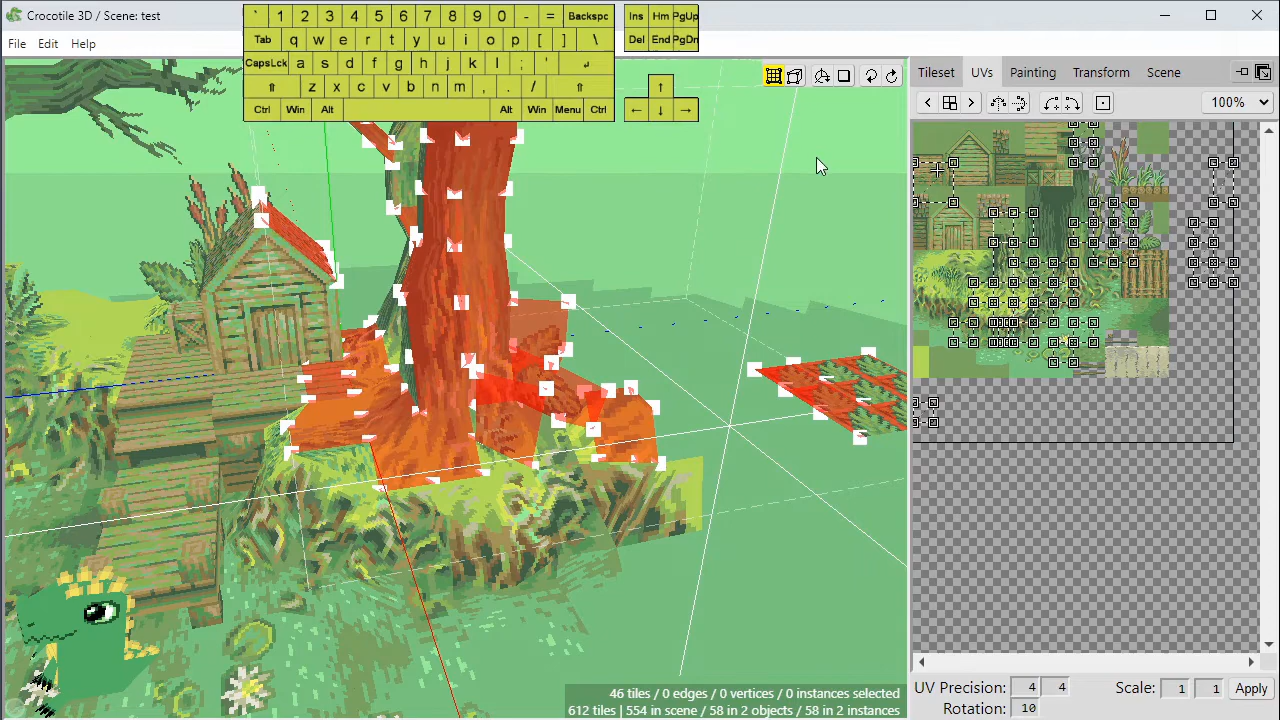 Crocotile 3D / Scene: test
File Edit Help
` 1 2 3 4 5 6 7 8 9 0 - = Backspc
Tab q w e r t y u i o p [ ] \
CapsLck a s d f g h j k l ; ' ↲
⇧ z x c v b n m , . / ⇧
Ctrl Win Alt Alt Win Menu Ctrl
Ins Hm PgUp
Del End PgDn
↑
← ↓ →
Tileset UVs Painting Transform Scene
100%
46 tiles / 0 edges / 0 vertices / 0 instances selected
612 tiles | 554 in scene / 58 in 2 objects / 58 in 2 instances
UV Precision: 4 4 Scale: 1 1 Apply
Rotation: 10